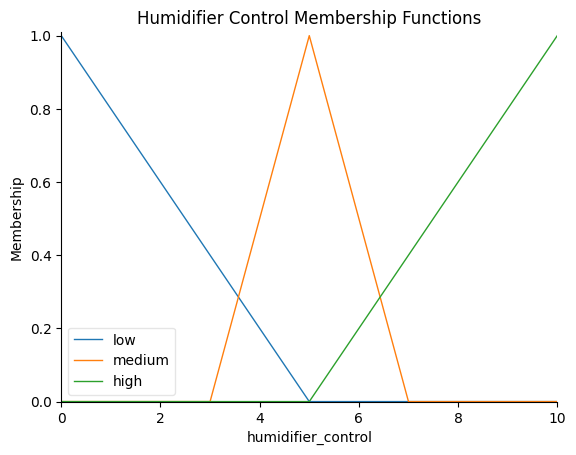 Humidifier Control Membership Functions
1.0
0.8
0.6
0.4
0.2
0.0
Membership
low
medium
high
0 2 4 6 8 10
humidifier_control